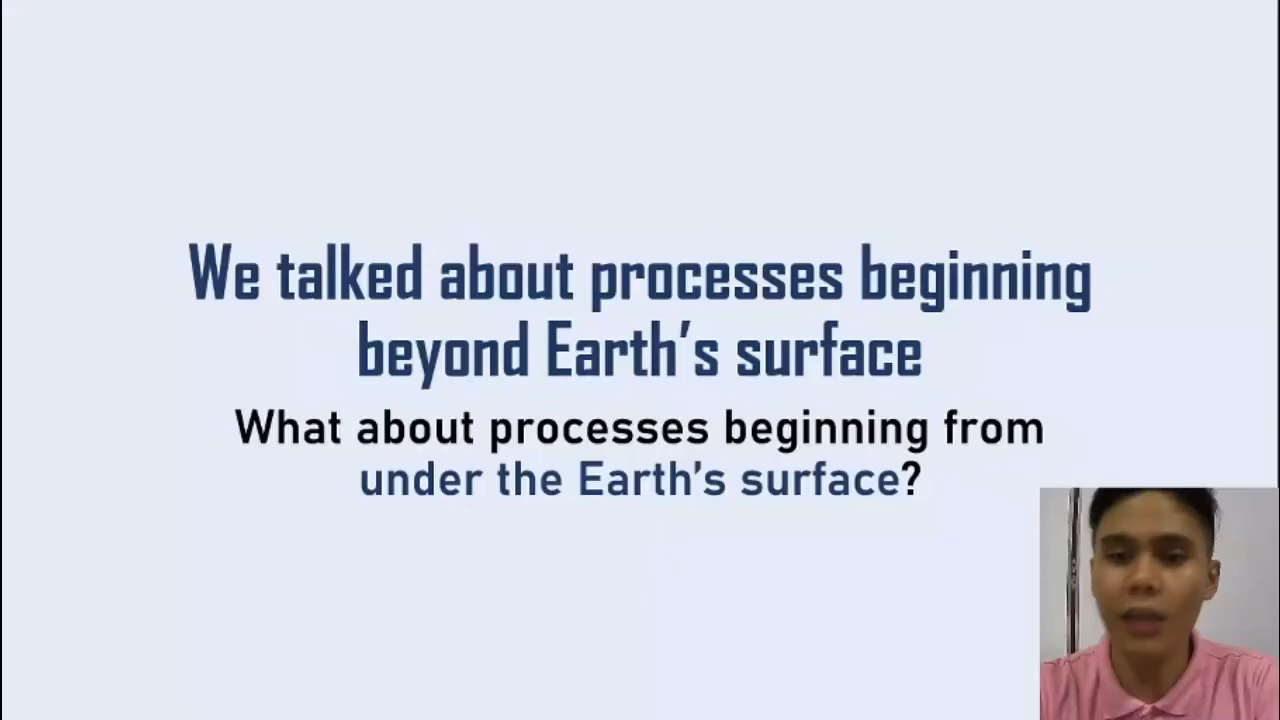 We talked about processes beginning
beyond Earth's surface
What about processes beginning from
under the Earth's surface?